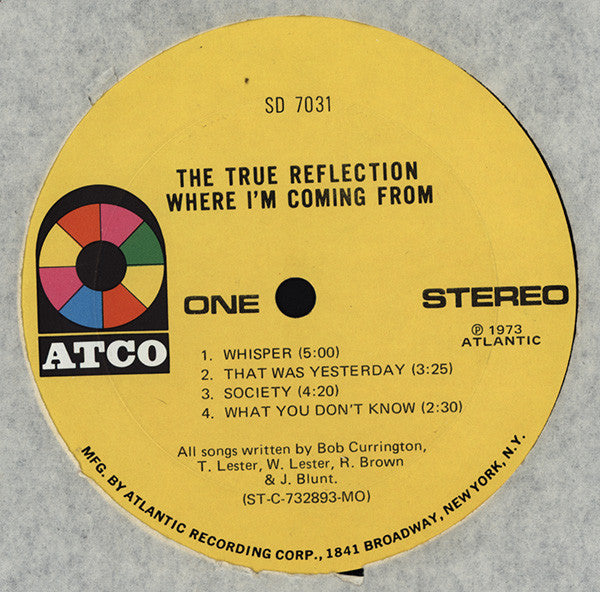 SD 7031
THE TRUE REFLECTION
WHERE I'M COMING FROM
ATCO
ONE
STEREO
℗ 1973
ATLANTIC
1. WHISPER (5:00)
2. THAT WAS YESTERDAY (3:25)
3. SOCIETY (4:20)
4. WHAT YOU DON'T KNOW (2:30)
All songs written by Bob Currington,
T. Lester, W. Lester, R. Brown
& J. Blunt.
(ST-C-732893-MO)
MFG. BY ATLANTIC RECORDING CORP., 1841 BROADWAY, NEW YORK, N.Y.